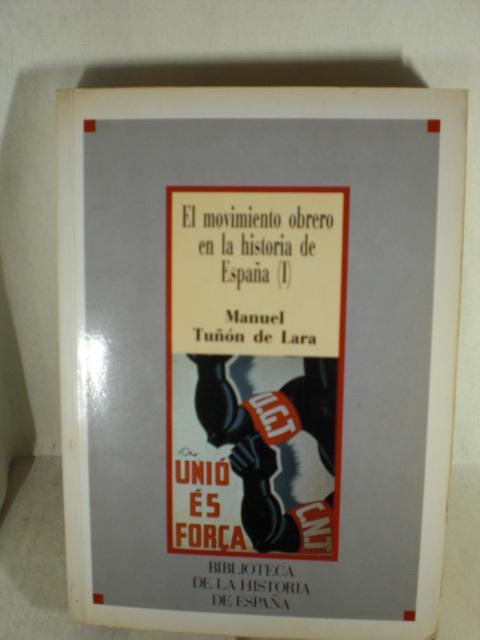 El movimiento obrero
en la historia de
España (I)
Manuel
Tuñón de Lara
U.G.T
UNIÓ
ÉS
FORÇA
C.N.T
BIBLIOTECA
DE LA HISTORIA
DE ESPAÑA